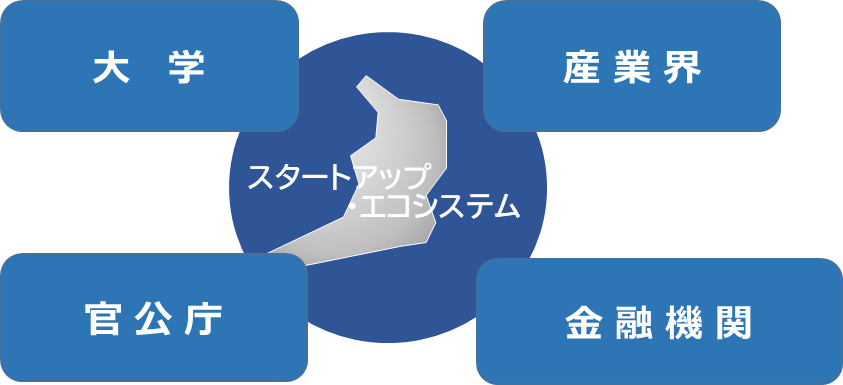 大　学
産 業 界
スタートアップ
・エコシステム
官 公 庁
金 融 機 関